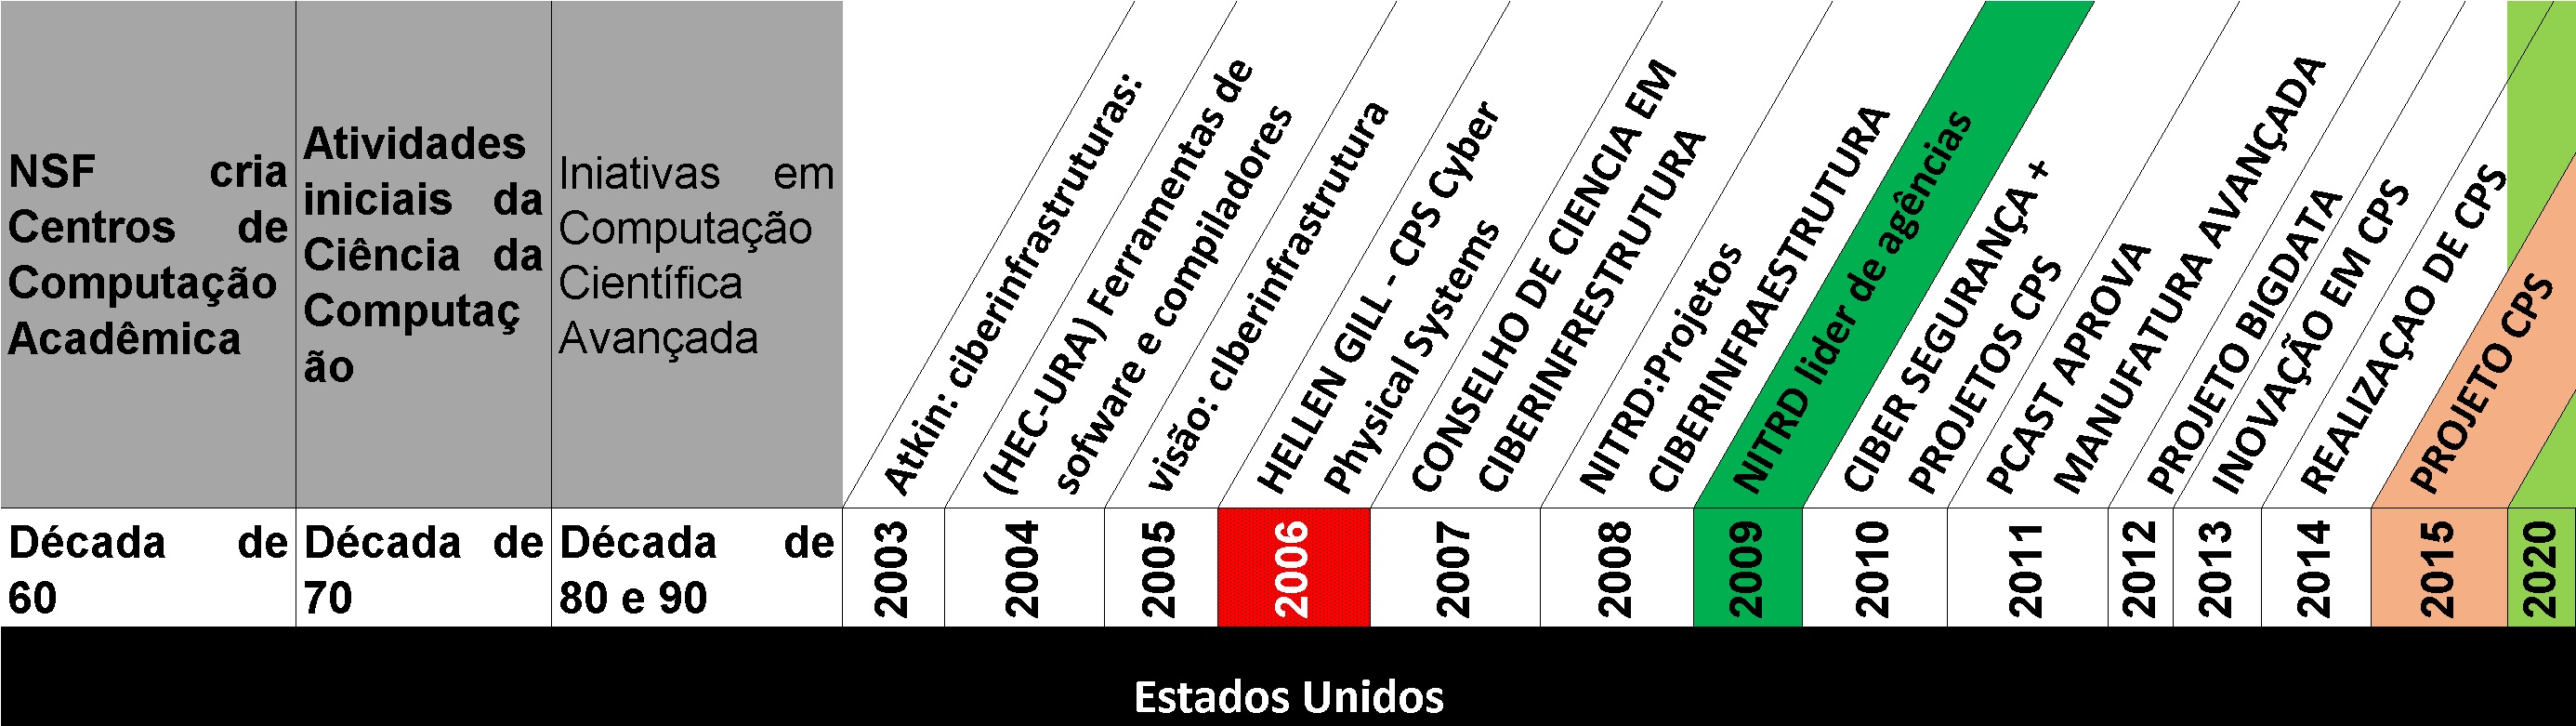 NSF cria
Centros de
Computação
Acadêmica
Atividades
iniciais da
Ciência da
Computaç
ão
Iniativas em
Computação
Científica
Avançada
Atkin: ciberinfrastruturas:
(HEC-URA) Ferramentas de
sofware e compiladores
visão: cIberinfrastrutura
HELLEN GILL - CPS Cyber
Physical Systems
CONSELHO DE CIENCIA EM
CIBERINFRESTRUTURA
NITRD:Projetos
CIBERINFRAESTRUTURA
NITRD lider de agências
CIBER SEGURANÇA +
PROJETOS CPS
PCAST APROVA
MANUFATURA AVANÇADA
PROJETO BIGDATA
INOVAÇÃO EM CPS
REALIZAÇAO DE CPS
PROJETO CPS
Década de
60
Década de
70
Década de
80 e 90
2003
2004
2005
2006
2007
2008
2009
2010
2011
2012
2013
2014
2015
2020
Estados Unidos